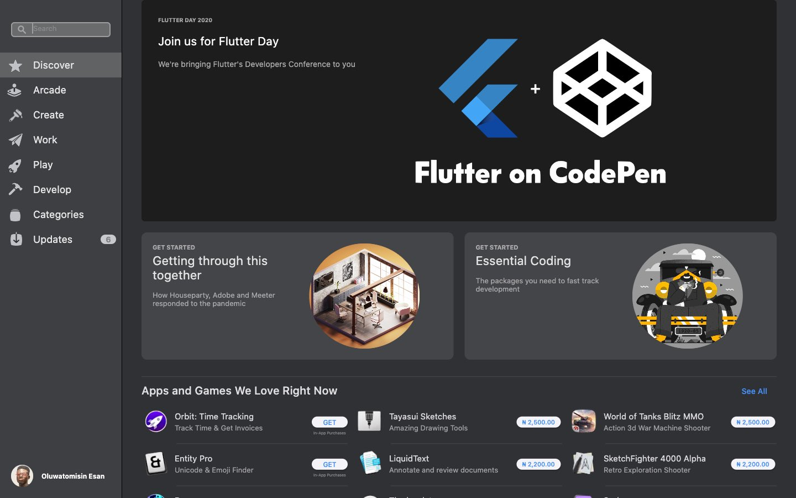 Search
Discover
Arcade
Create
Work
Play
Develop
Categories
Updates 6
Oluwatomisin Esan
FLUTTER DAY 2020
Join us for Flutter Day
We're bringing Flutter's Developers Conference to you
+
Flutter on CodePen
GET STARTED
Getting through this
together
How Houseparty, Adobe and Meeter
responded to the pandemic
GET STARTED
Essential Coding
The packages you need to fast track
development
Apps and Games We Love Right Now
See All
Orbit: Time Tracking
Track Time & Get Invoices
GET
In-App Purchases
Tayasui Sketches
Amazing Drawing Tools
₦ 2,500.00
World of Tanks Blitz MMO
Action 3d War Machine Shooter
₦ 2,500.00
Entity Pro
Unicode & Emoji Finder
GET
In-App Purchases
LiquidText
Annotate and review documents
₦ 2,200.00
SketchFighter 4000 Alpha
Retro Exploration Shooter
₦ 2,200.00